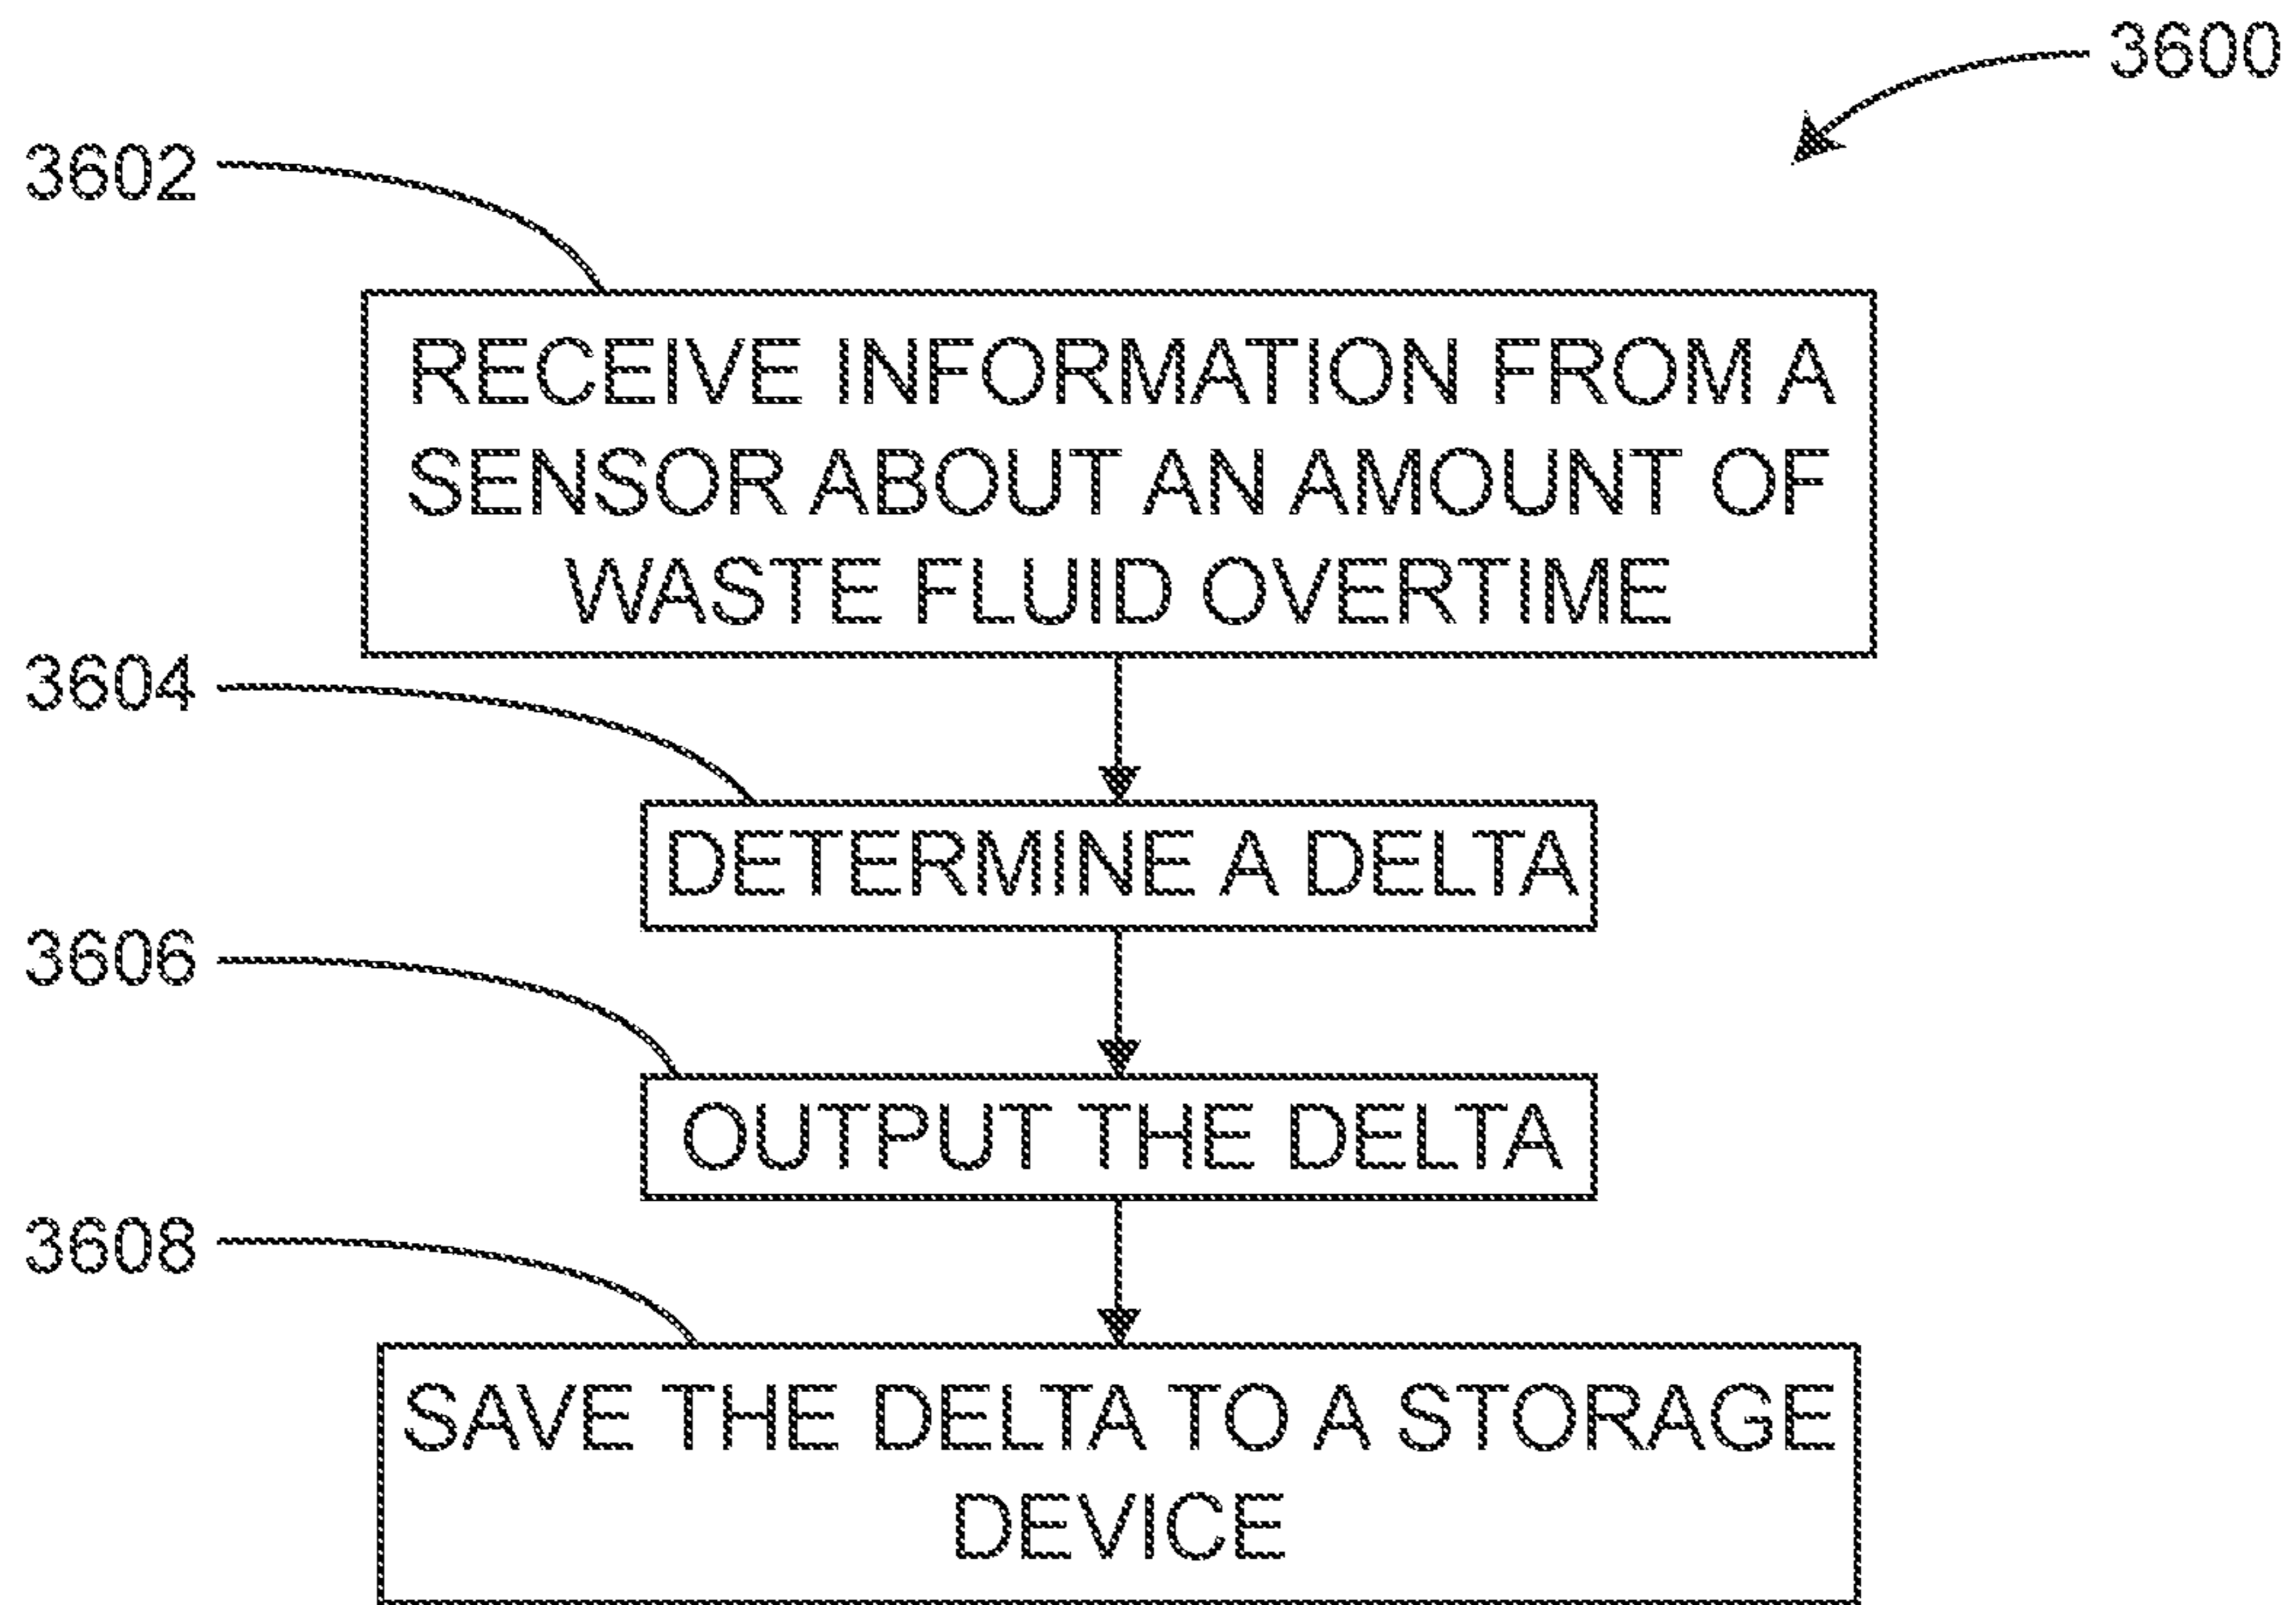 3600
3602
RECEIVE INFORMATION FROM A
SENSOR ABOUT AN AMOUNT OF
WASTE FLUID OVERTIME
3604
DETERMINE A DELTA
3606
OUTPUT THE DELTA
3608
SAVE THE DELTA TO A STORAGE
DEVICE